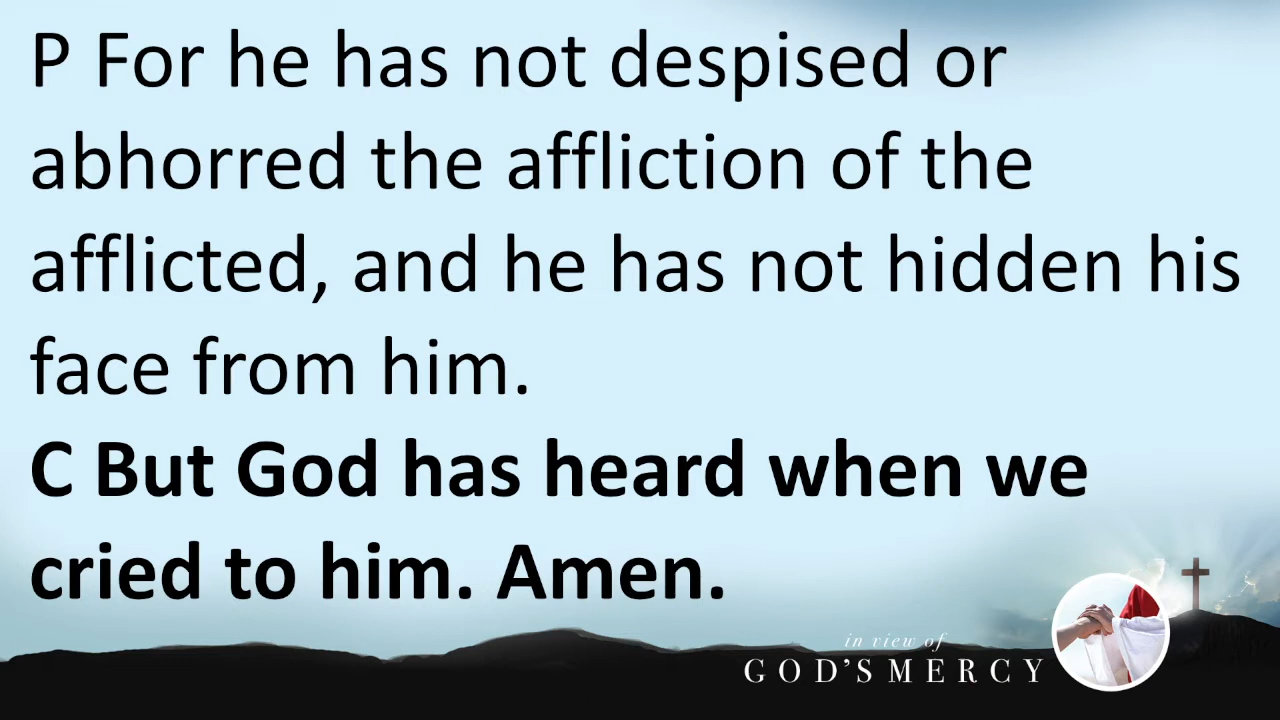 P For he has not despised or
abhorred the affliction of the
afflicted, and he has not hidden his
face from him.
C But God has heard when we
cried to him. Amen.
in view of
GOD'S MERCY